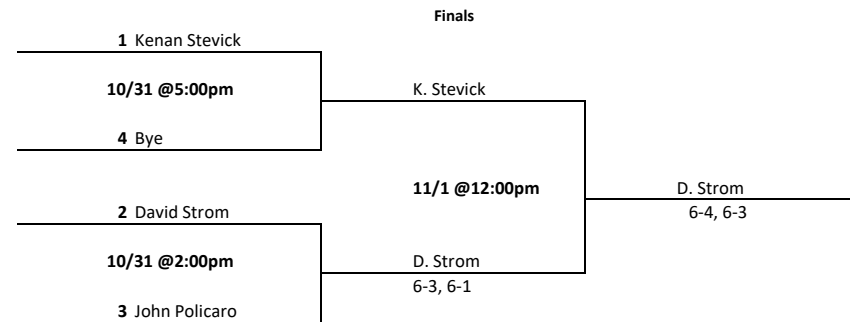 Finals
1 Kenan Stevick
10/31 @5:00pm
K. Stevick
4 Bye
11/1 @12:00pm
D. Strom
6-4, 6-3
2 David Strom
10/31 @2:00pm
D. Strom
6-3, 6-1
3 John Policaro